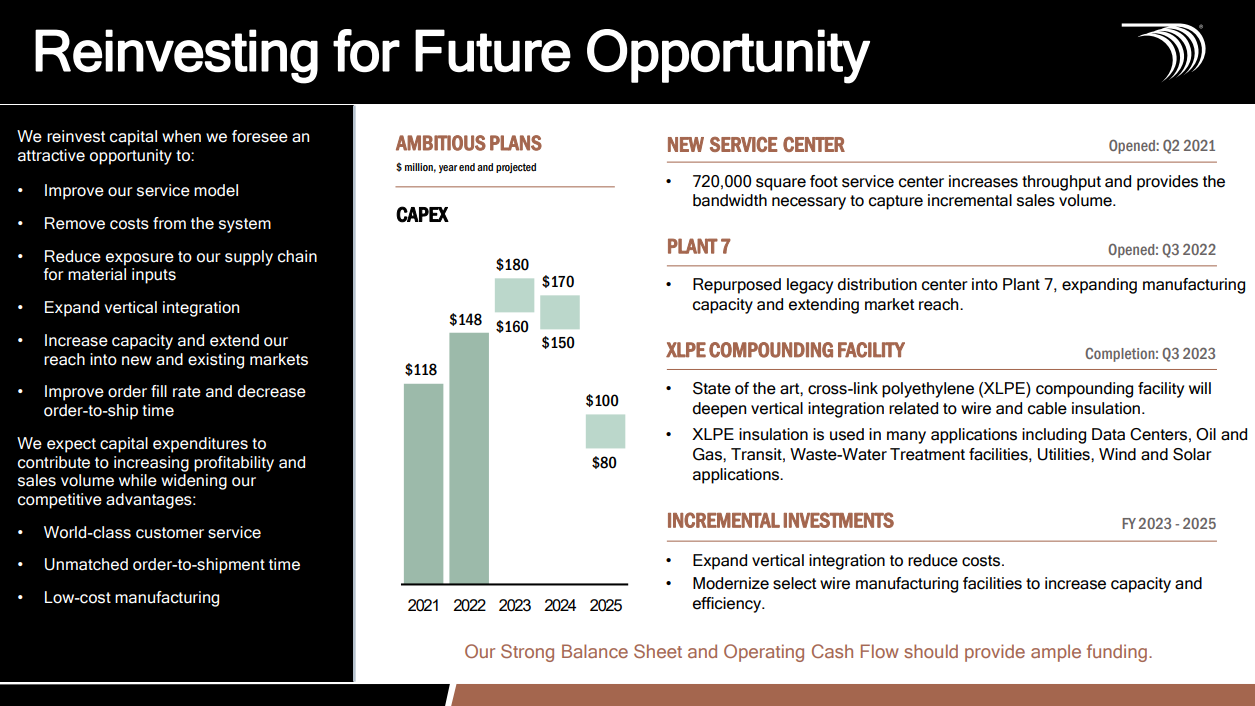 Reinvesting for Future Opportunity
We reinvest capital when we foresee an
attractive opportunity to:
• Improve our service model
• Remove costs from the system
• Reduce exposure to our supply chain
for material inputs
• Expand vertical integration
• Increase capacity and extend our
reach into new and existing markets
• Improve order fill rate and decrease
order-to-ship time
We expect capital expenditures to
contribute to increasing profitability and
sales volume while widening our
competitive advantages:
• World-class customer service
• Unmatched order-to-shipment time
• Low-cost manufacturing
AMBITIOUS PLANS
$ million, year end and projected
CAPEX
$180
$170
$148
$160
$150
$118
$100
$80
2021 2022 2023 2024 2025
NEW SERVICE CENTER
Opened: Q2 2021
• 720,000 square foot service center increases throughput and provides the
bandwidth necessary to capture incremental sales volume.
PLANT 7
Opened: Q3 2022
• Repurposed legacy distribution center into Plant 7, expanding manufacturing
capacity and extending market reach.
XLPE COMPOUNDING FACILITY
Completion: Q3 2023
• State of the art, cross-link polyethylene (XLPE) compounding facility will
deepen vertical integration related to wire and cable insulation.
• XLPE insulation is used in many applications including Data Centers, Oil and
Gas, Transit, Waste-Water Treatment facilities, Utilities, Wind and Solar
applications.
INCREMENTAL INVESTMENTS
FY 2023 - 2025
• Expand vertical integration to reduce costs.
• Modernize select wire manufacturing facilities to increase capacity and
efficiency.
Our Strong Balance Sheet and Operating Cash Flow should provide ample funding.